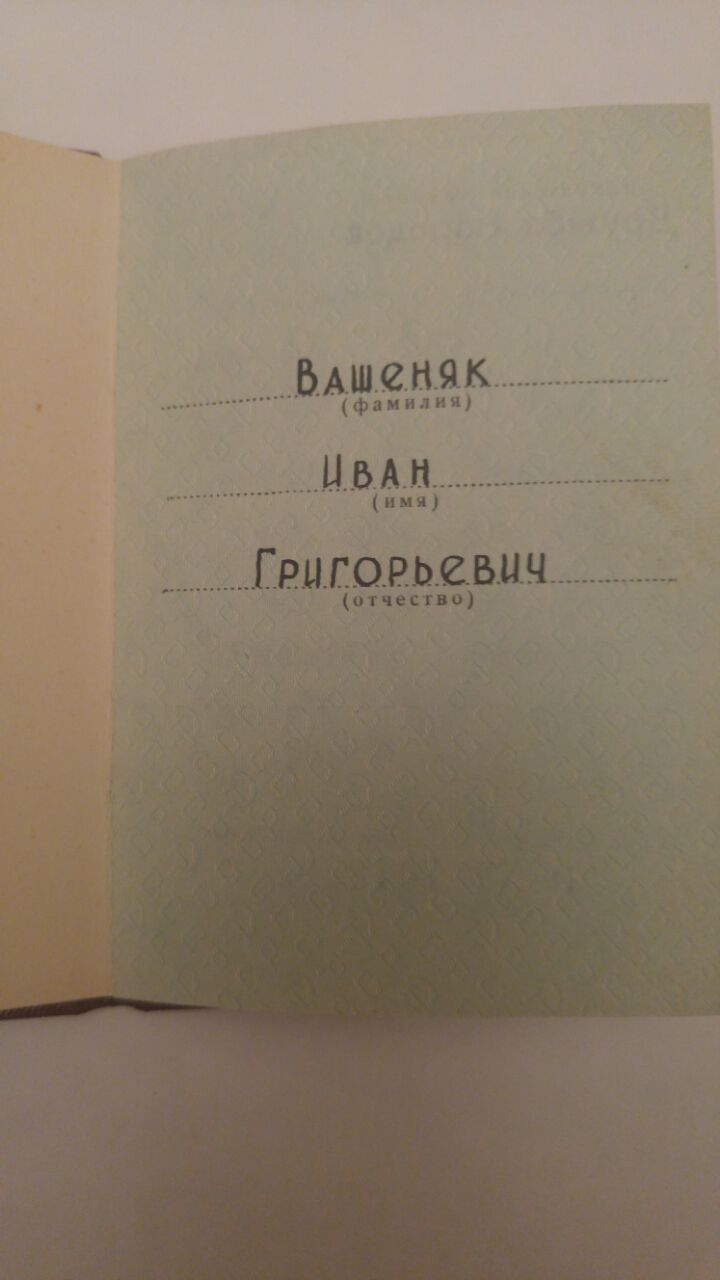 Вашеняк
(фамилия)
Иван
(имя)
Григорьевич
(отчество)